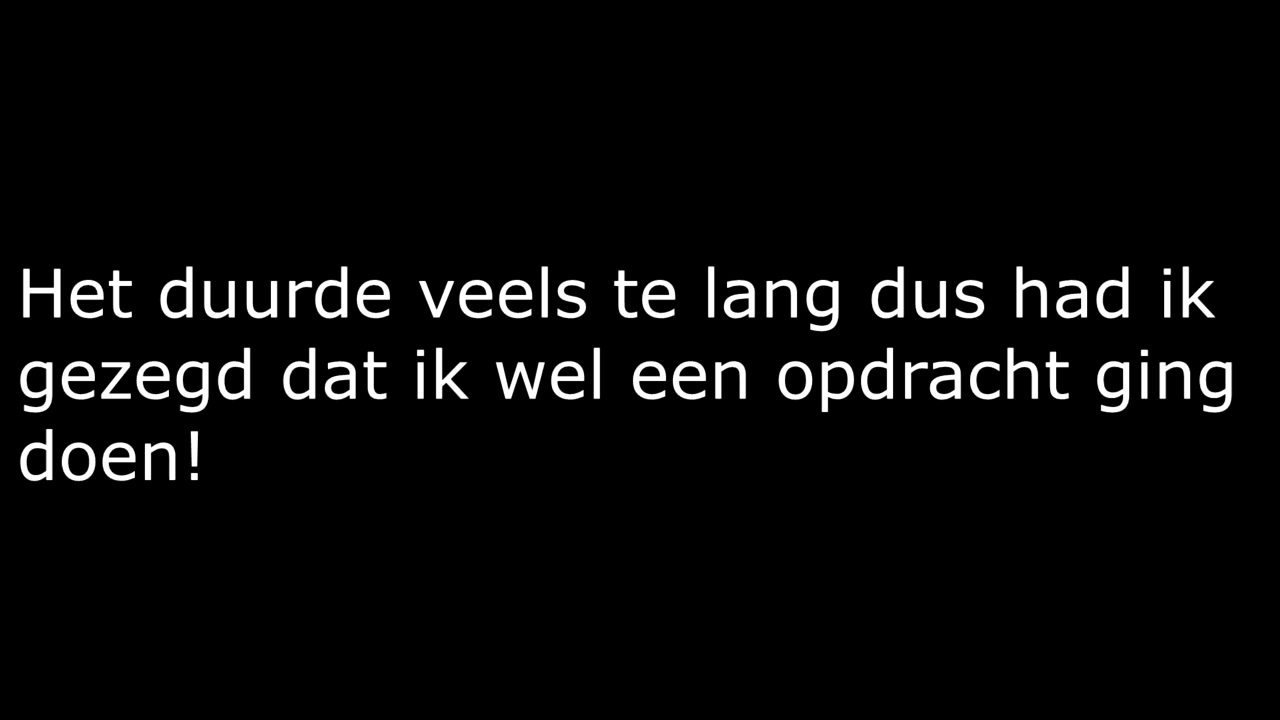 Het duurde veels te lang dus had ik
gezegd dat ik wel een opdracht ging
doen!